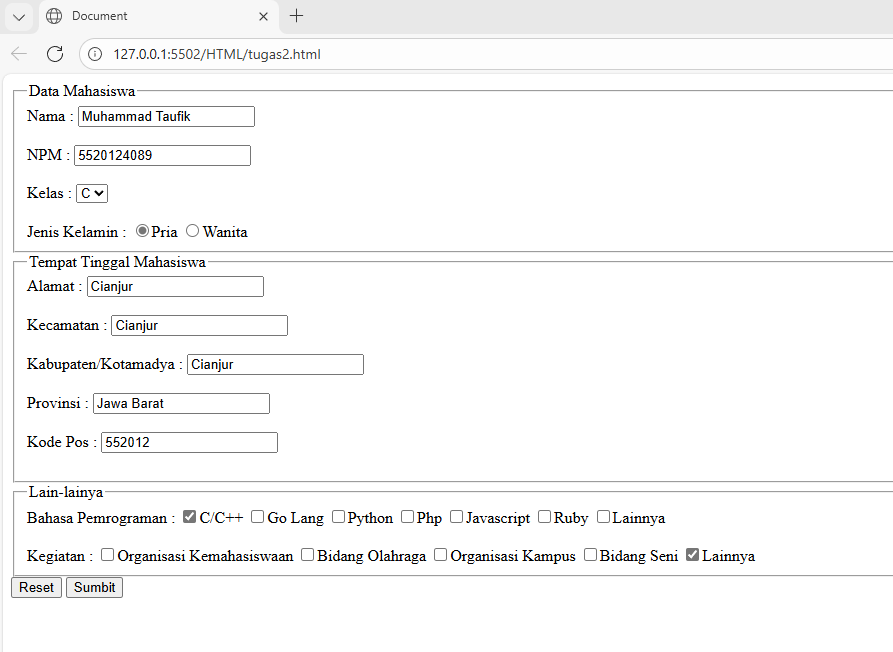 Document
127.0.0.1:5502/HTML/tugas2.html
Data Mahasiswa
Nama : Muhammad Taufik
NPM : 5520124089
Kelas : C
Jenis Kelamin : Pria Wanita
Tempat Tinggal Mahasiswa
Alamat : Cianjur
Kecamatan : Cianjur
Kabupaten/Kotamadya : Cianjur
Provinsi : Jawa Barat
Kode Pos : 552012
Lain-lainya
Bahasa Pemrograman : C/C++ Go Lang Python Php Javascript Ruby Lainnya
Kegiatan : Organisasi Kemahasiswaan Bidang Olahraga Organisasi Kampus Bidang Seni Lainnya
Reset Sumbit